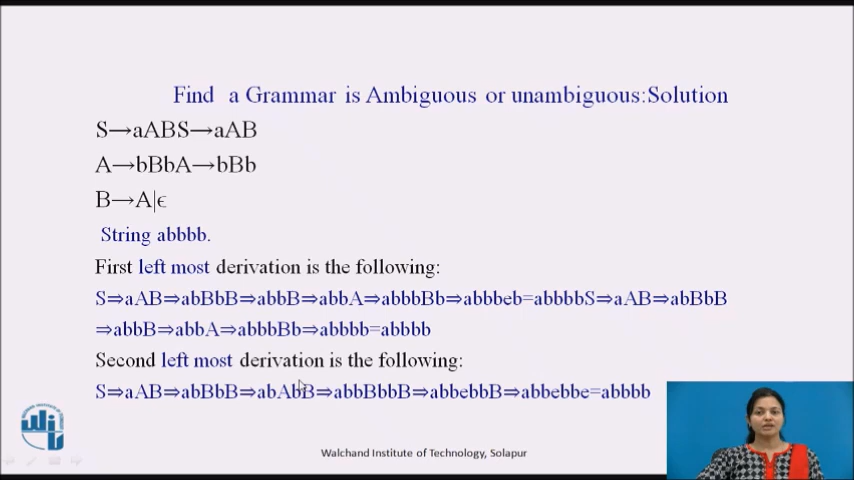 Find a Grammar is Ambiguous or unambiguous:Solution
S→aABS→aAB
A→bBbA→bBb
B→A|ϵ
String abbbb.
First left most derivation is the following:
S⇒aAB⇒abBbB⇒abbB⇒abbA⇒abbbBb⇒abbbeb=abbbbS⇒aAB⇒abBbB
⇒abbB⇒abbA⇒abbbBb⇒abbbb=abbbb
Second left most derivation is the following:
S⇒aAB⇒abBbB⇒abAbB⇒abbBbbB⇒abbebbB⇒abbebbe=abbbb
Walchand Institute of Technology, Solapur